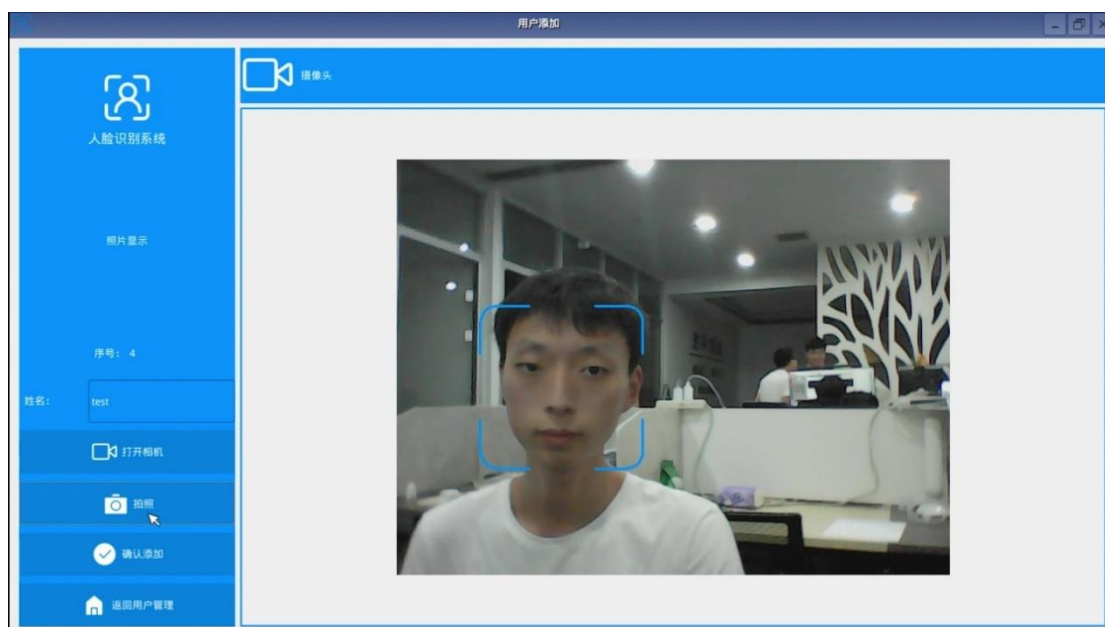 用户添加
人脸识别系统
摄像头
照片显示
序号: 4
姓名:
test
打开相机
拍照
确认添加
返回用户管理